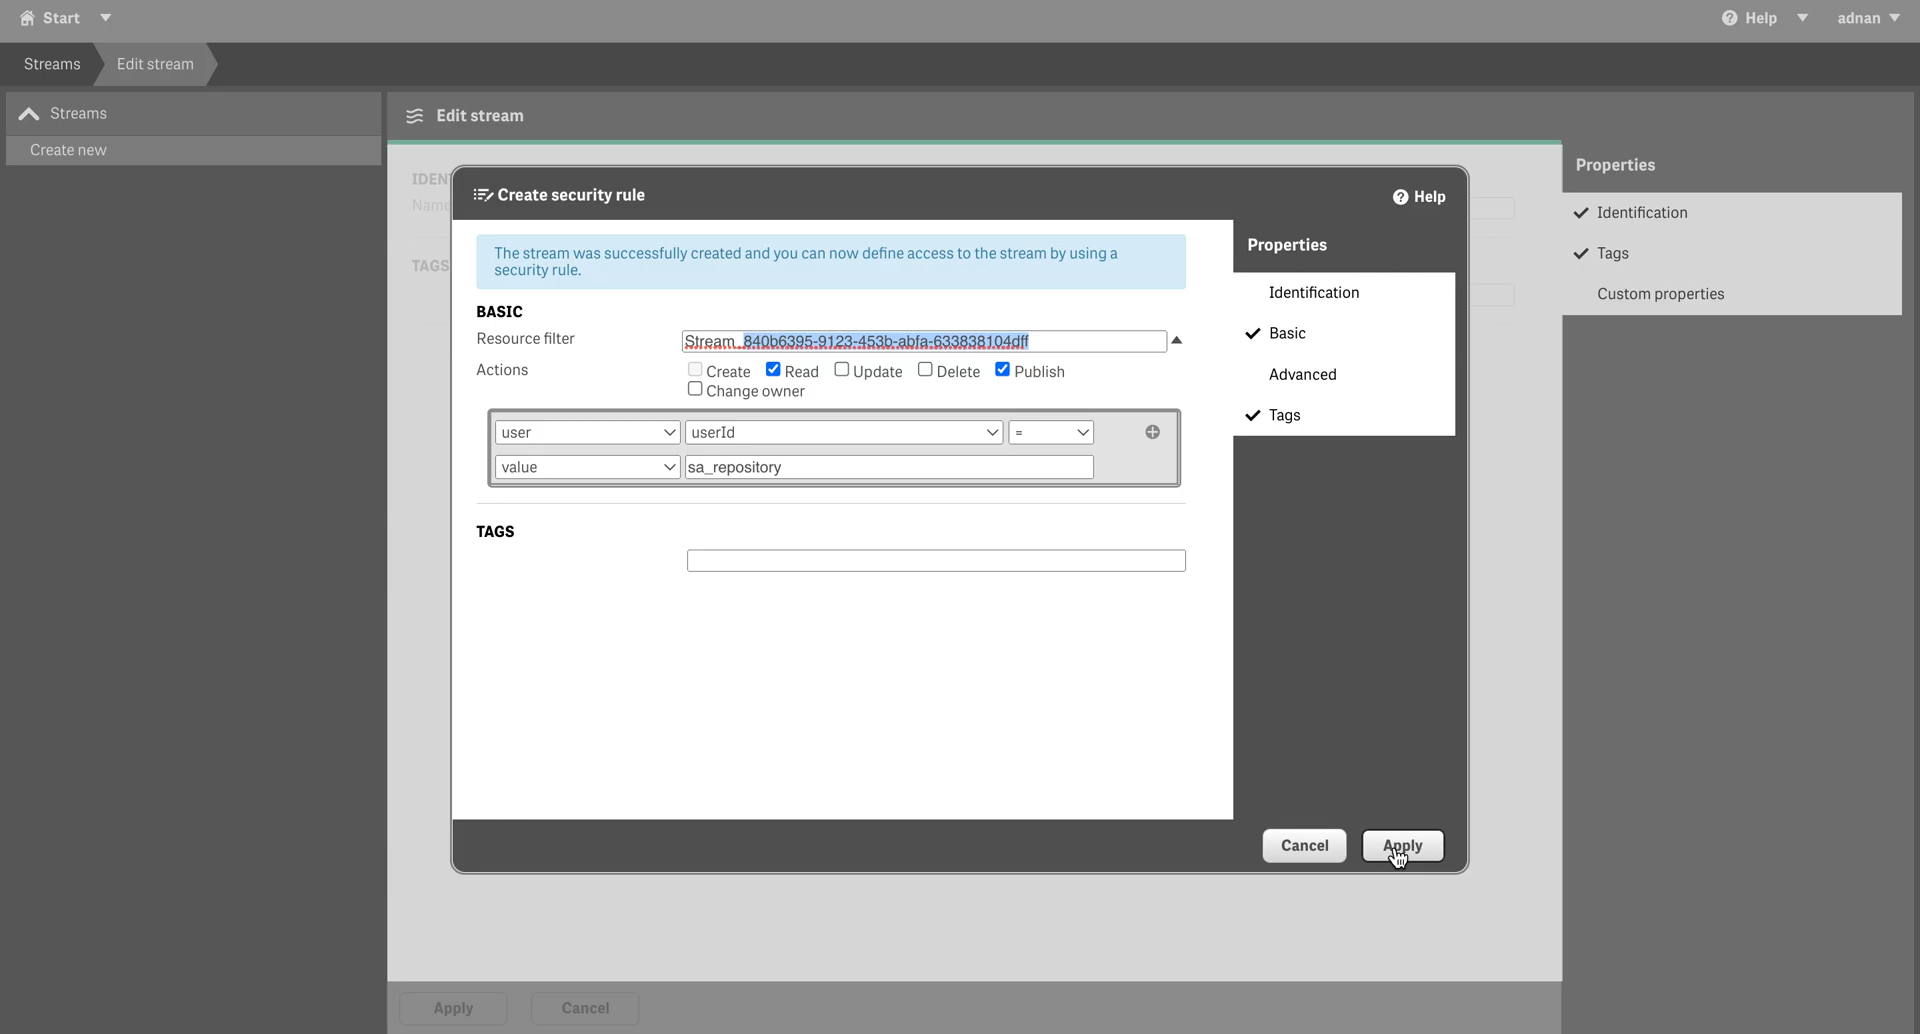 Start
Help
adnan
Streams
Edit stream
Streams
Create new
Edit stream
IDEN
Name
TAGS
Properties
Identification
Tags
Custom properties
Create security rule
Help
The stream was successfully created and you can now define access to the stream by using a
security rule.
BASIC
Resource filter
Stream_840b6395-9123-453b-abfa-633838104dff
Actions
Create Read Update Delete Publish
Change owner
user userId =
value sa_repository
TAGS
Properties
Identification
Basic
Advanced
Tags
Cancel Apply
Apply Cancel